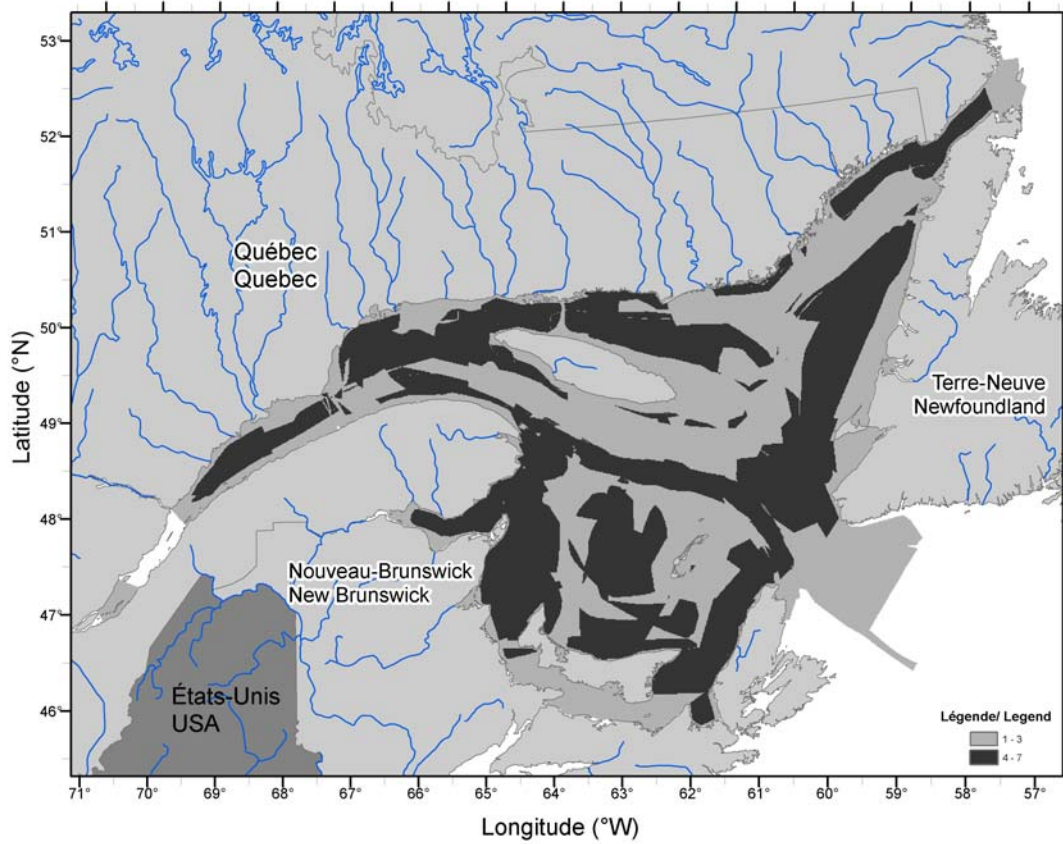 53°
52°
51°
50°
49°
48°
47°
46°
Latitude (°N)
Québec
Quebec
Terre-Neuve
Newfoundland
Nouveau-Brunswick
New Brunswick
États-Unis
USA
Légende/ Legend
1 - 3
4 - 7
71° 70° 69° 68° 67° 66° 65° 64° 63° 62° 61° 60° 59° 58° 57°
Longitude (°W)